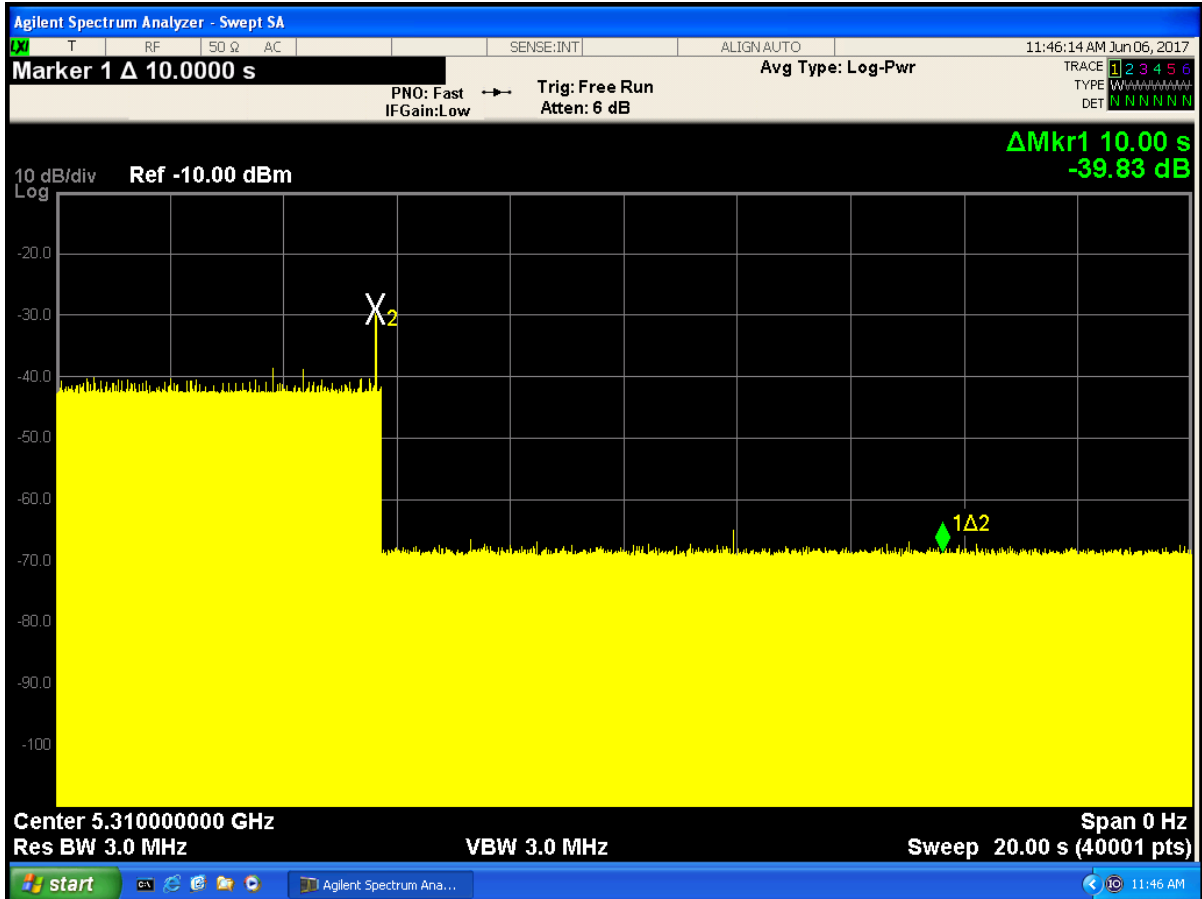 Agilent Spectrum Analyzer - Swept SA
LXI T RF 50 Ω AC SENSE:INT ALIGN AUTO 11:46:14 AM Jun 06, 2017
Marker 1 Δ 10.0000 s
PNO: Fast
IFGain:Low
Trig: Free Run
Atten: 6 dB
Avg Type: Log-Pwr
TRACE 1 2 3 4 5 6
TYPE WWWWWW
DET N N N N N N
ΔMkr1 10.00 s
-39.83 dB
10 dB/div Ref -10.00 dBm
Log
-20.0
-30.0
2
-40.0
-50.0
-60.0
1Δ2
-70.0
-80.0
-90.0
-100
Center 5.310000000 GHz Span 0 Hz
Res BW 3.0 MHz VBW 3.0 MHz Sweep 20.00 s (40001 pts)
start C:\ Agilent Spectrum Ana... 11:46 AM